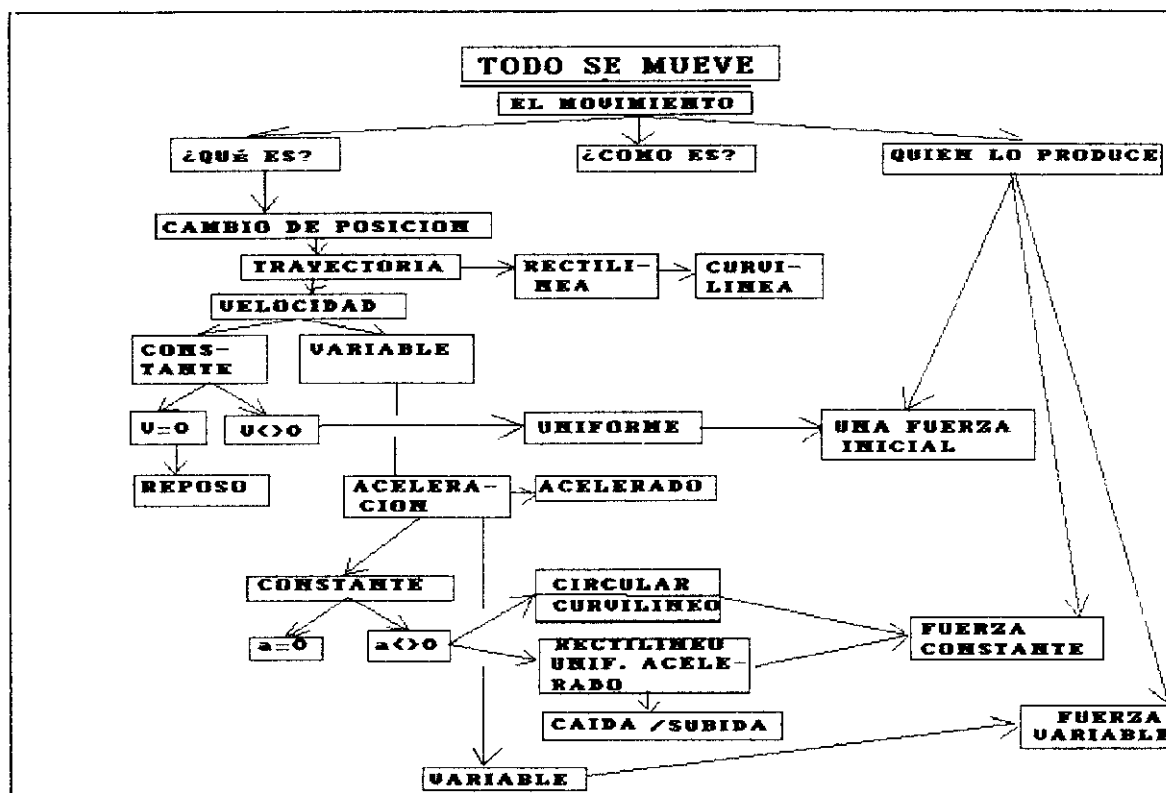 TODO SE MUEVE
EL MOVIMIENTO
¿QUÉ ES?
¿COMO ES?
QUIEN LO PRODUCE
CAMBIO DE POSICION
TRAYECTORIA
RECTILI-
NEA
CURVI-
LINEA
VELOCIDAD
CONS-
TANTE
VARIABLE
V=0
V<>0
UNIFORME
UNA FUERZA
INICIAL
REPOSO
ACELERA-
CION
ACELERADO
CONSTANTE
CIRCULAR
CURVILINEO
a=0
a<>0
RECTILINEO
UNIF. ACELE-
RADO
FUERZA
CONSTANTE
CAIDA /SUBIDA
FUERZA
VARIABLE
VARIABLE